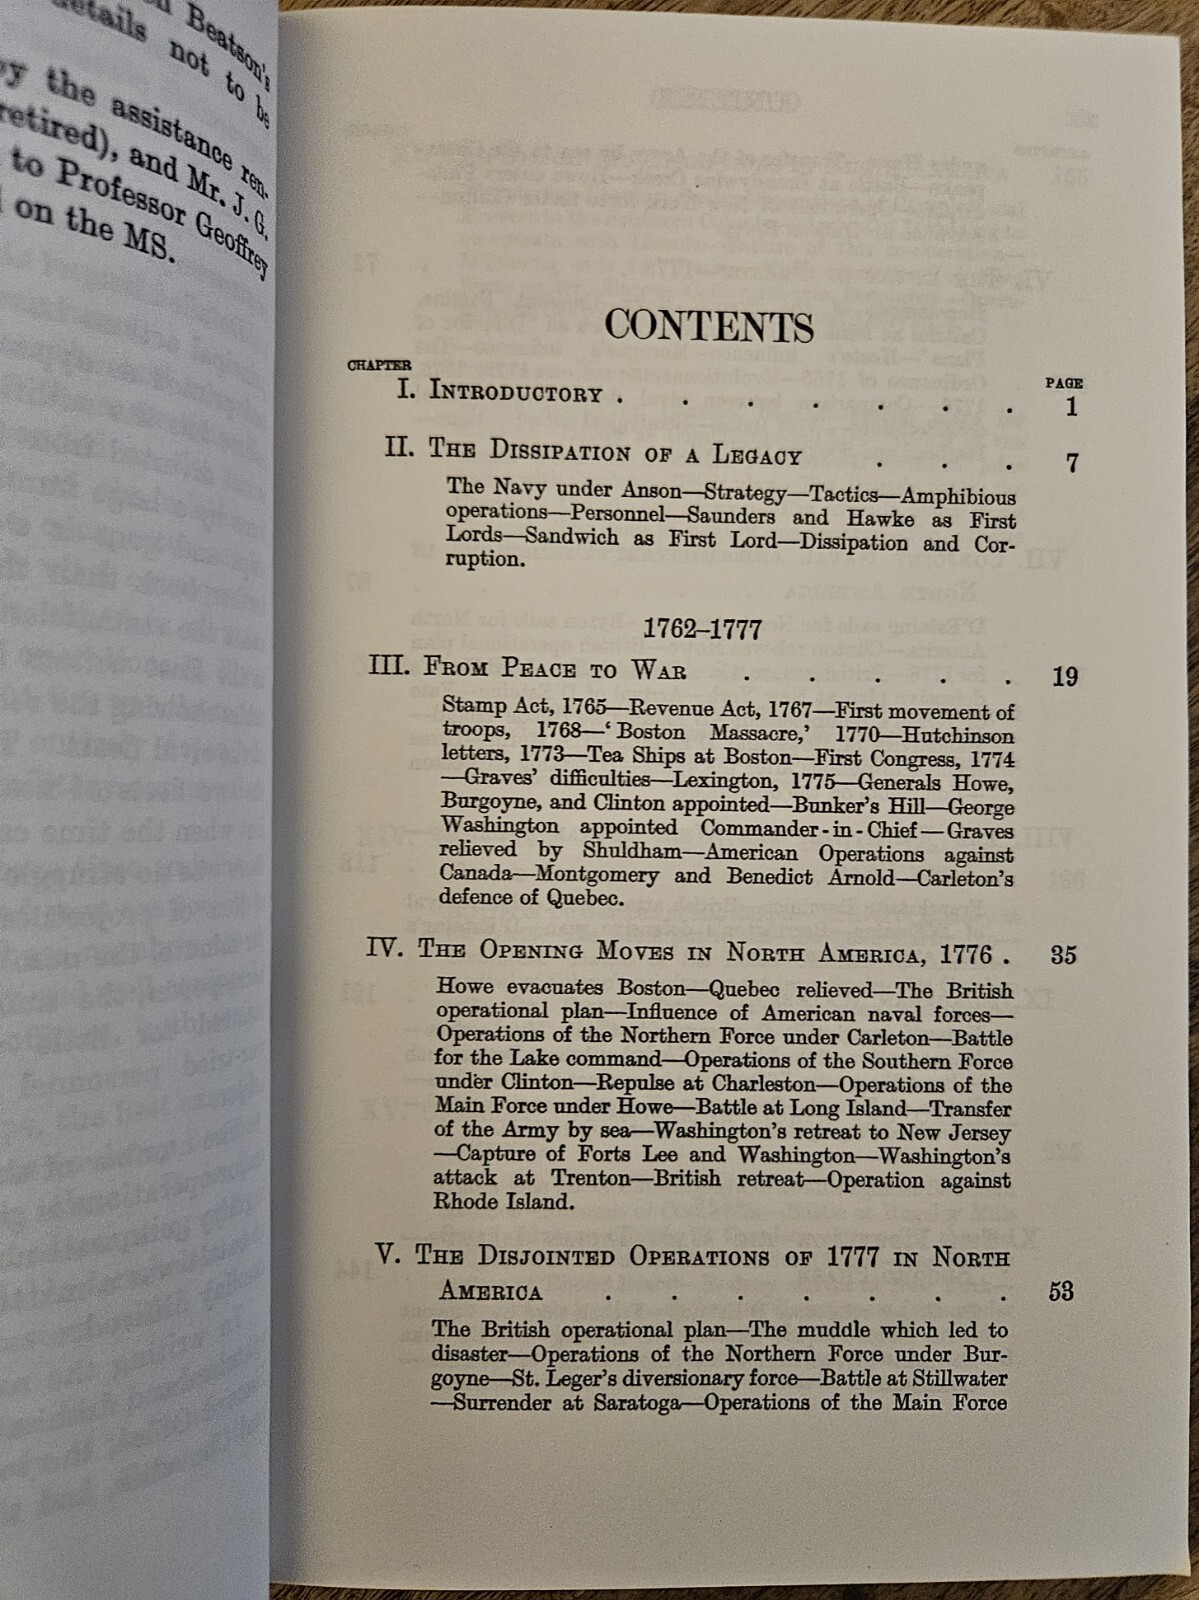 Beatson's
details not to be
by the assistance ren-
retired), and Mr. J. G.
to Professor Geoffrey
on the MS.
CONTENTS
CHAPTER
PAGE
I. INTRODUCTORY . . . . . . . 1
II. THE DISSIPATION OF A LEGACY . . . 7
The Navy under Anson—Strategy—Tactics—Amphibious
operations—Personnel—Saunders and Hawke as First
Lords—Sandwich as First Lord—Dissipation and Cor-
ruption.
1762–1777
III. FROM PEACE TO WAR . . . . . 19
Stamp Act, 1765—Revenue Act, 1767—First movement of
troops, 1768—‘Boston Massacre,’ 1770—Hutchinson
letters, 1773—Tea Ships at Boston—First Congress, 1774
—Graves’ difficulties—Lexington, 1775—Generals Howe,
Burgoyne, and Clinton appointed—Bunker’s Hill—George
Washington appointed Commander-in-Chief—Graves
relieved by Shuldham—American Operations against
Canada—Montgomery and Benedict Arnold—Carleton’s
defence of Quebec.
IV. THE OPENING MOVES IN NORTH AMERICA, 1776 . 35
Howe evacuates Boston—Quebec relieved—The British
operational plan—Influence of American naval forces—
Operations of the Northern Force under Carleton—Battle
for the Lake command—Operations of the Southern Force
under Clinton—Repulse at Charleston—Operations of the
Main Force under Howe—Battle at Long Island—Transfer
of the Army by sea—Washington’s retreat to New Jersey
—Capture of Forts Lee and Washington—Washington’s
attack at Trenton—British retreat—Operation against
Rhode Island.
V. THE DISJOINTED OPERATIONS OF 1777 IN NORTH
AMERICA . . . . . . . 53
The British operational plan—The muddle which led to
disaster—Operations of the Northern Force under Bur-
goyne—St. Leger’s diversionary force—Battle at Stillwater
—Surrender at Saratoga—Operations of the Main Force